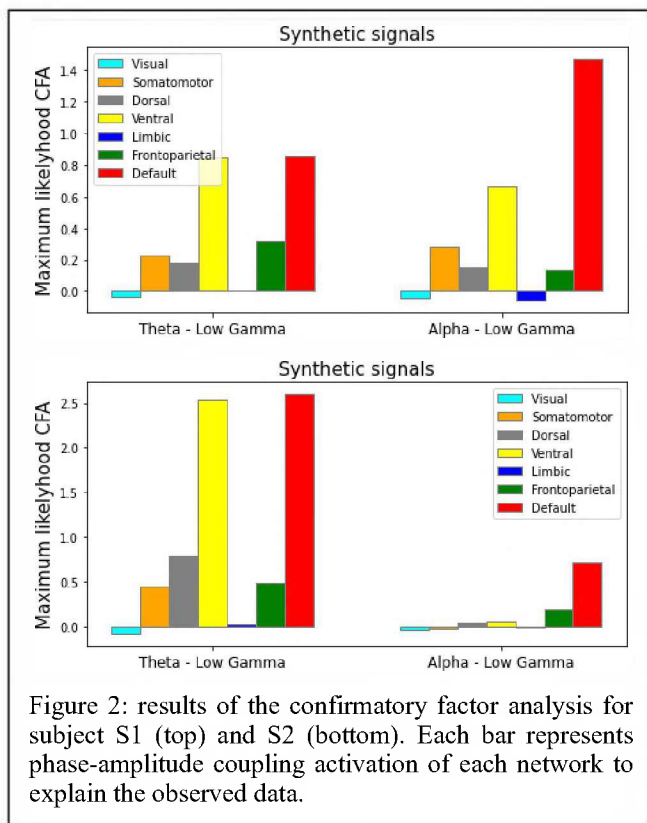 Synthetic signals
Maximum likelyhood CFA
1.4
1.2
1.0
0.8
0.6
0.4
0.2
0.0
Visual
Somatomotor
Dorsal
Ventral
Limbic
Frontoparietal
Default
Theta - Low Gamma
Alpha - Low Gamma
Synthetic signals
Maximum likelyhood CFA
2.5
2.0
1.5
1.0
0.5
0.0
Visual
Somatomotor
Dorsal
Ventral
Limbic
Frontoparietal
Default
Theta - Low Gamma
Alpha - Low Gamma
Figure 2: results of the confirmatory factor analysis for
subject S1 (top) and S2 (bottom). Each bar represents
phase-amplitude coupling activation of each network to
explain the observed data.